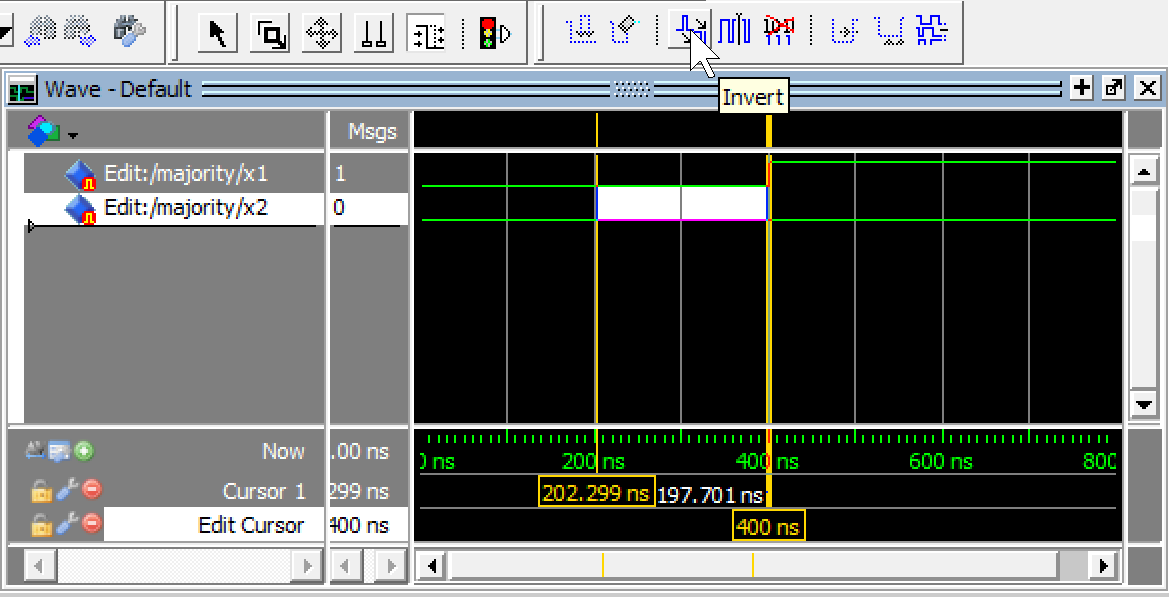 Wave - Default
Invert
Msgs
Edit:/majority/x1 1
Edit:/majority/x2 0
Now .00 ns
ns 200 ns 400 ns 600 ns 800
Cursor 1 299 ns 202.299 ns 197.701 ns
Edit Cursor 400 ns 400 ns